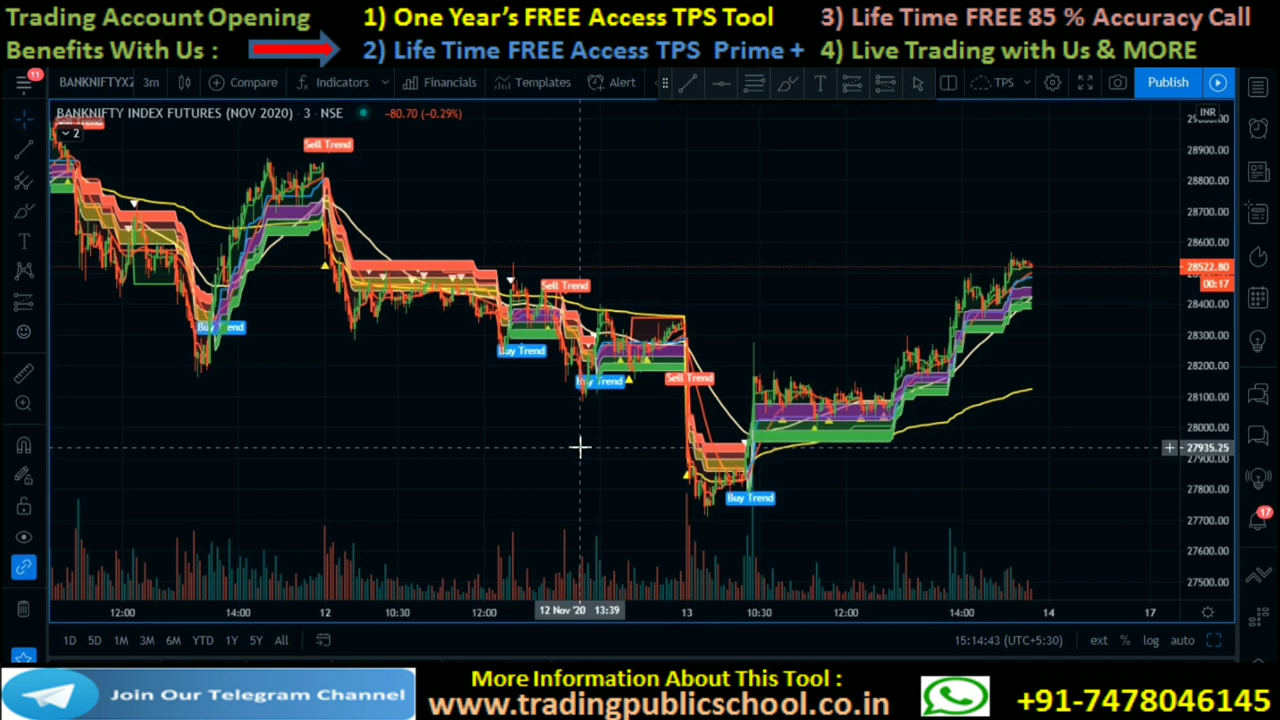 Trading Account Opening
Benefits With Us :
1) One Year's FREE Access TPS Tool
2) Life Time FREE Access TPS Prime +
3) Life Time FREE 85 % Accuracy Call
4) Live Trading with Us & MORE
11
3m
Compare
Indicators
Financials
Templates
Alert
TPS
Publish
BANKNIFTY INDEX FUTURES (NOV 2020) · 3 · NSE
−80.70 (−0.29%)
INR
2
Sell Trend
28900.00
28800.00
28700.00
28600.00
28522.80
00:17
Sell Trend
28400.00
Buy Trend
28300.00
Buy Trend
28200.00
Sell Trend
Buy Trend
28100.00
28000.00
27935.25
27900.00
27800.00
Buy Trend
27700.00
27600.00
27500.00
17
12:00
14:00
12
10:30
12:00
12 Nov '20 13:39
13
10:30
12:00
14:00
14
17
1D 5D 1M 3M 6M YTD 1Y 5Y All
15:14:43 (UTC+5:30)
ext % log auto
Join Our Telegram Channel
More Information About This Tool :
www.tradingpublicschool.co.in
+91-7478046145